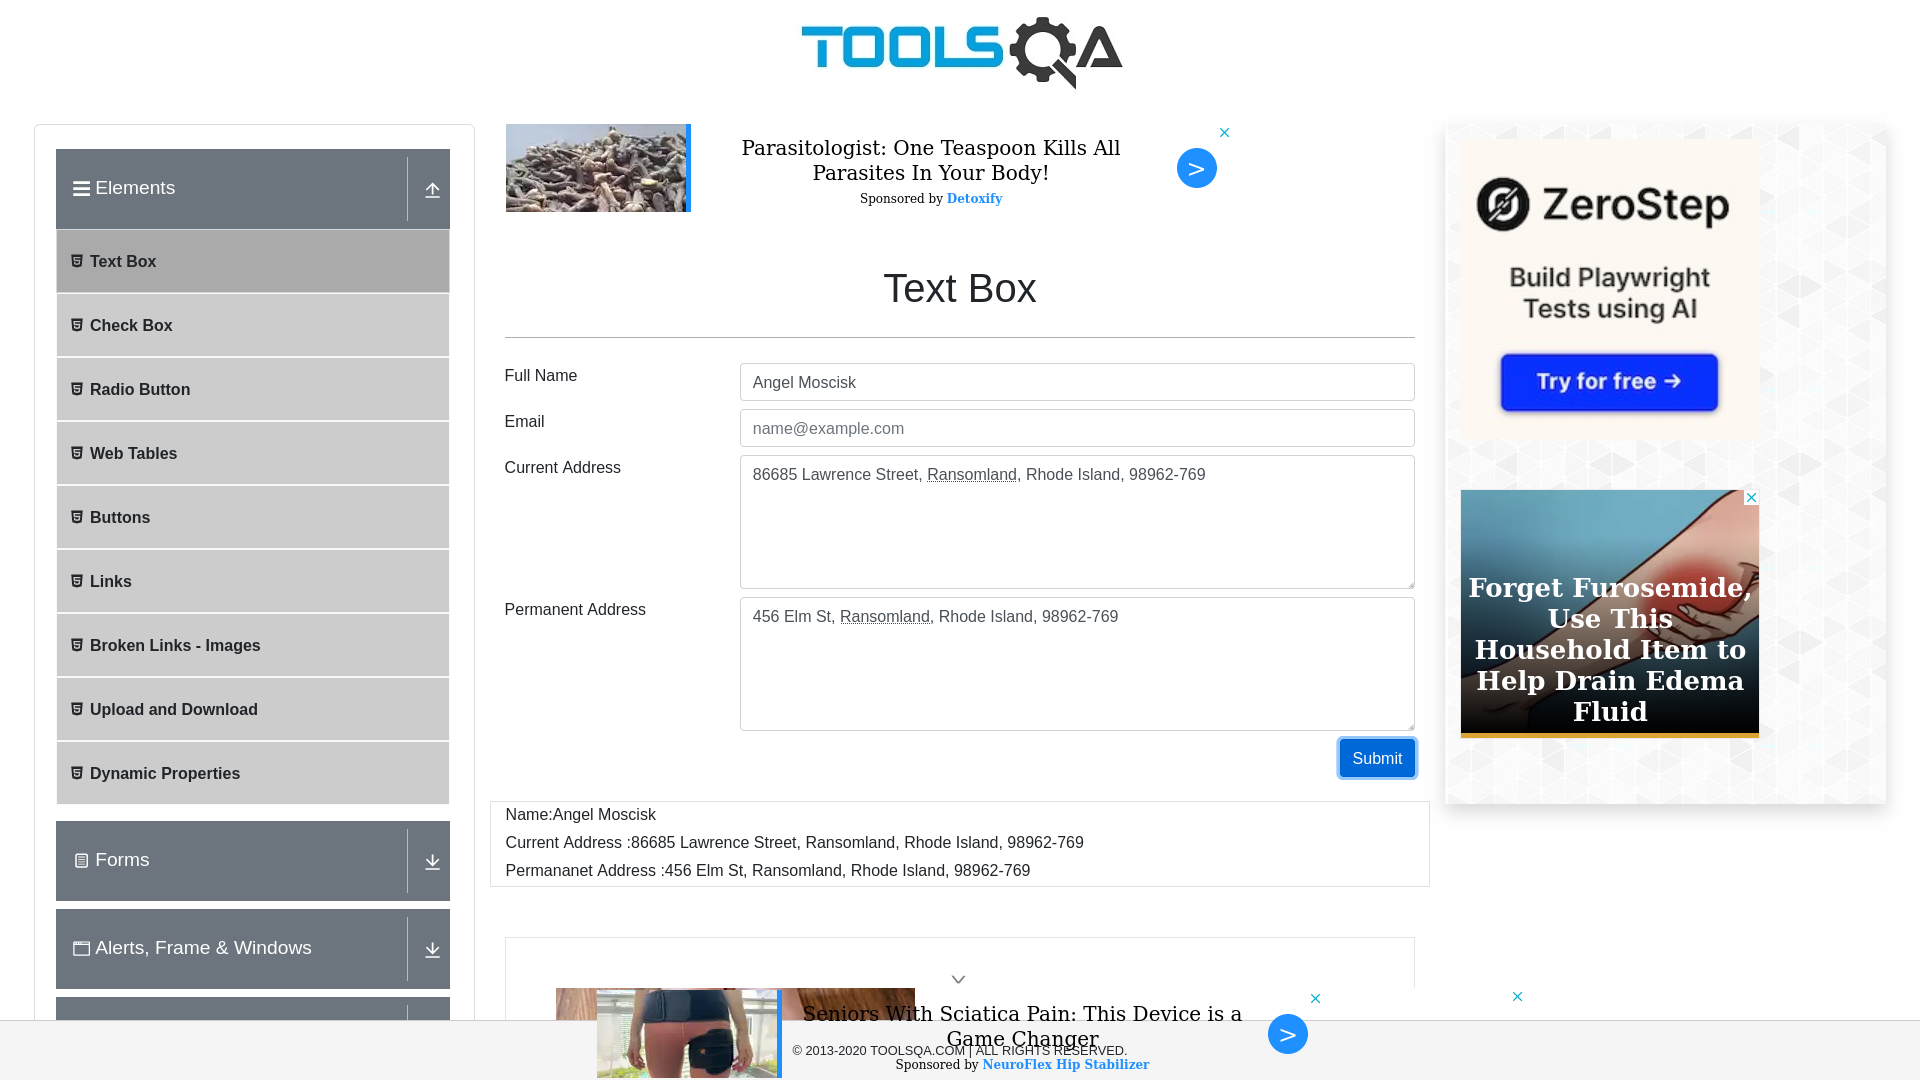 TOOLSQA
Elements
Text Box
Check Box
Radio Button
Web Tables
Buttons
Links
Broken Links - Images
Upload and Download
Dynamic Properties
Forms
Alerts, Frame & Windows
Parasitologist: One Teaspoon Kills All
Parasites In Your Body!
Sponsored by Detoxify
>
Text Box
Full Name
Angel Moscisk
Email
name@example.com
Current Address
86685 Lawrence Street, Ransomland, Rhode Island, 98962-769
Permanent Address
456 Elm St, Ransomland, Rhode Island, 98962-769
Submit
Name:Angel Moscisk
Current Address :86685 Lawrence Street, Ransomland, Rhode Island, 98962-769
Permananet Address :456 Elm St, Ransomland, Rhode Island, 98962-769
ZeroStep
Build Playwright
Tests using AI
Try for free →
Forget Furosemide,
Use This
Household Item to
Help Drain Edema
Fluid
Seniors With Sciatica Pain: This Device is a
Game Changer
Sponsored by NeuroFlex Hip Stabilizer
>
© 2013-2020 TOOLSQA.COM | ALL RIGHTS RESERVED.